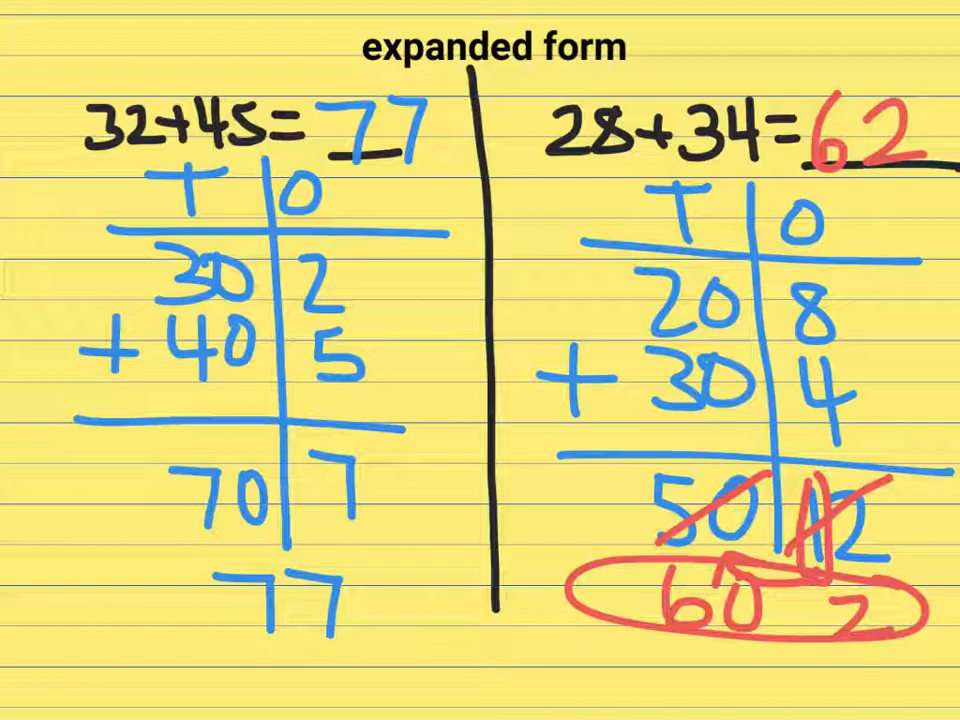 expanded form
32+45= 77
T O
30 2
+ 40 5
70 7
77
28+34= 62
T O
20 8
+ 30 4
50 12
60 2